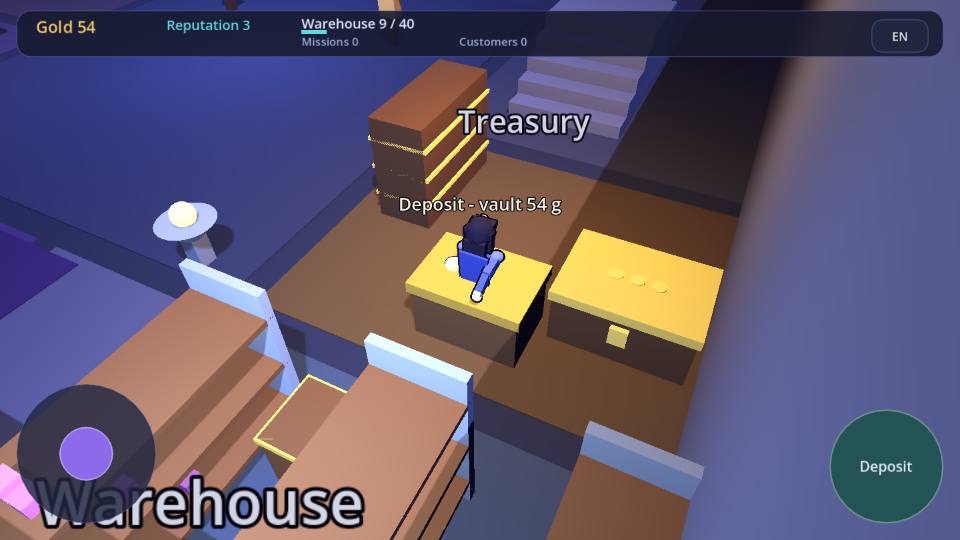 Gold 54
Reputation 3
Warehouse 9 / 40
Missions 0
Customers 0
EN
Treasury
Deposit - vault 54 g
Deposit
Warehouse